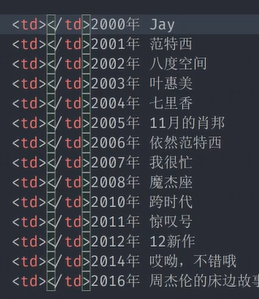 <td></td>2000年 Jay
<td></td>2001年 范特西
<td></td>2002年 八度空间
<td></td>2003年 叶惠美
<td></td>2004年 七里香
<td></td>2005年 11月的肖邦
<td></td>2006年 依然范特西
<td></td>2007年 我很忙
<td></td>2008年 魔杰座
<td></td>2010年 跨时代
<td></td>2011年 惊叹号
<td></td>2012年 12新作
<td></td>2014年 哎呦，不错哦
<td></td>2016年 周杰伦的床边故事